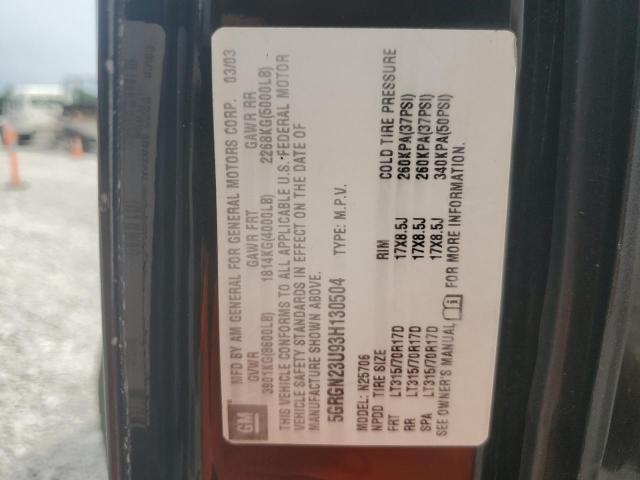 GM
MFD BY AM GENERAL FOR GENERAL MOTORS CORP. 03/03
GVWR GAWR FRT GAWR RR
3901KG(8600LB) 1814KG(4000LB) 2268KG(5000LB)
THIS VEHICLE CONFORMS TO ALL APPLICABLE U.S. FEDERAL MOTOR
VEHICLE SAFETY STANDARDS IN EFFECT ON THE DATE OF
MANUFACTURE SHOWN ABOVE.
5GRGN23U93H130504 TYPE: M.P.V.
MODEL: N25706
NPDD TIRE SIZE RIM COLD TIRE PRESSURE
FRT LT315/70R17D 17X8.5J 260KPA(37PSI)
RR LT315/70R17D 17X8.5J 260KPA(37PSI)
SPA LT315/70R17D 17X8.5J 340KPA(50PSI)
SEE OWNER'S MANUAL FOR MORE INFORMATION.